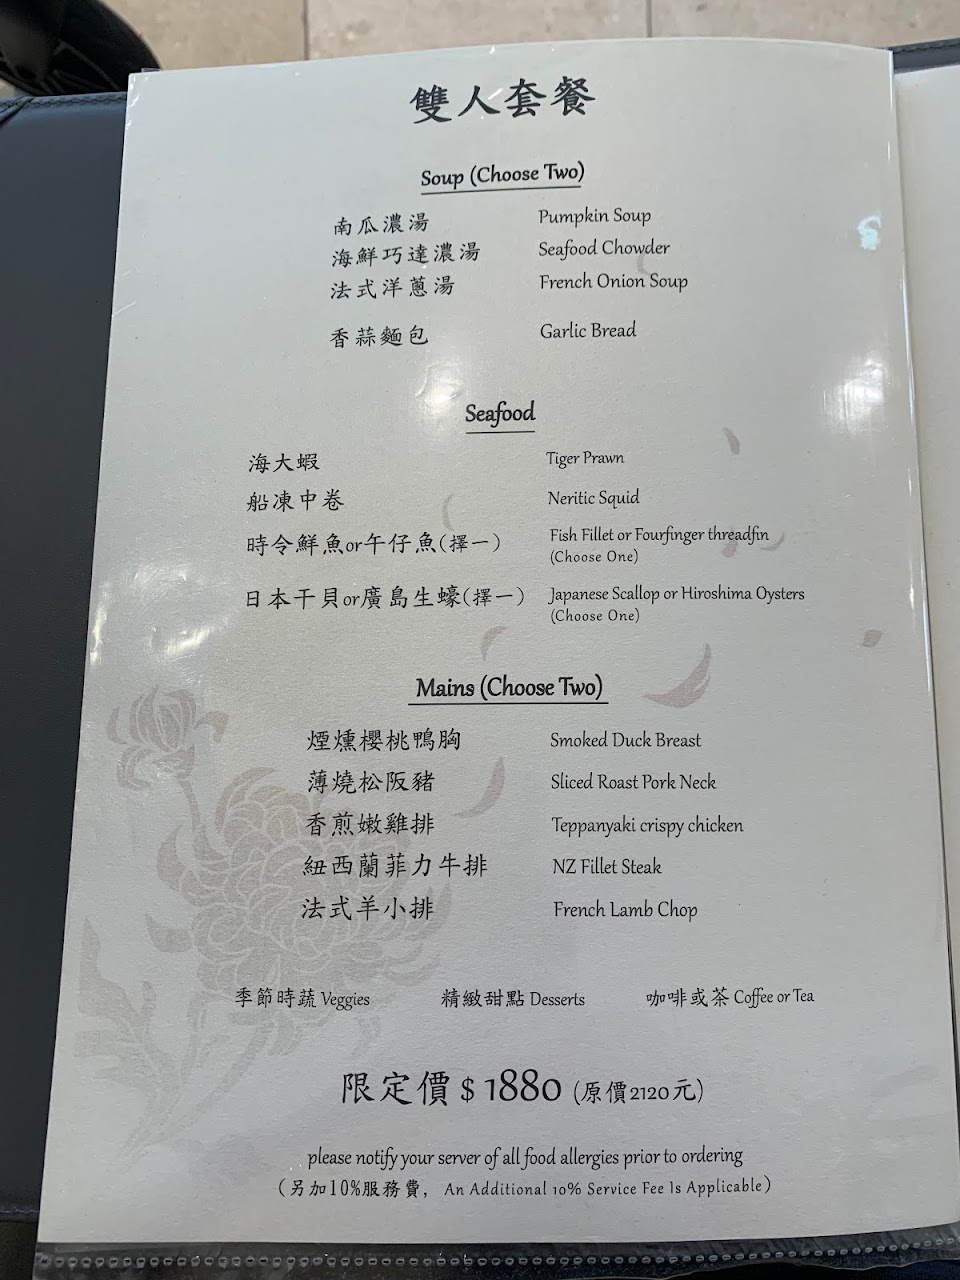 雙人套餐
Soup (Choose Two)
南瓜濃湯 Pumpkin Soup
海鮮巧達濃湯 Seafood Chowder
法式洋蔥湯 French Onion Soup
香蒜麵包 Garlic Bread
Seafood
海大蝦 Tiger Prawn
船凍中卷 Neritic Squid
時令鮮魚or午仔魚(擇一) Fish Fillet or Fourfinger threadfin
(Choose One)
日本干貝or廣島生蠔(擇一) Japanese Scallop or Hiroshima Oysters
(Choose One)
Mains (Choose Two)
煙燻櫻桃鴨胸 Smoked Duck Breast
薄燒松阪豬 Sliced Roast Pork Neck
香煎嫩雞排 Teppanyaki crispy chicken
紐西蘭菲力牛排 NZ Fillet Steak
法式羊小排 French Lamb Chop
季節時蔬 Veggies 精緻甜點 Desserts 咖啡或茶 Coffee or Tea
限定價 $ 1880 (原價2120元)
please notify your server of all food allergies prior to ordering
(另加10%服務費, An Additional 10% Service Fee Is Applicable)